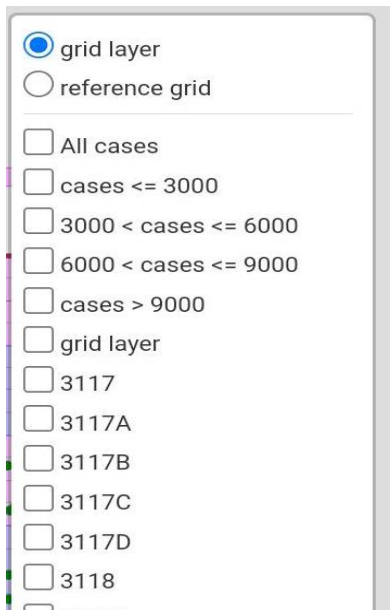 grid layer
reference grid
All cases
cases <= 3000
3000 < cases <= 6000
6000 < cases <= 9000
cases > 9000
grid layer
3117
3117A
3117B
3117C
3117D
3118